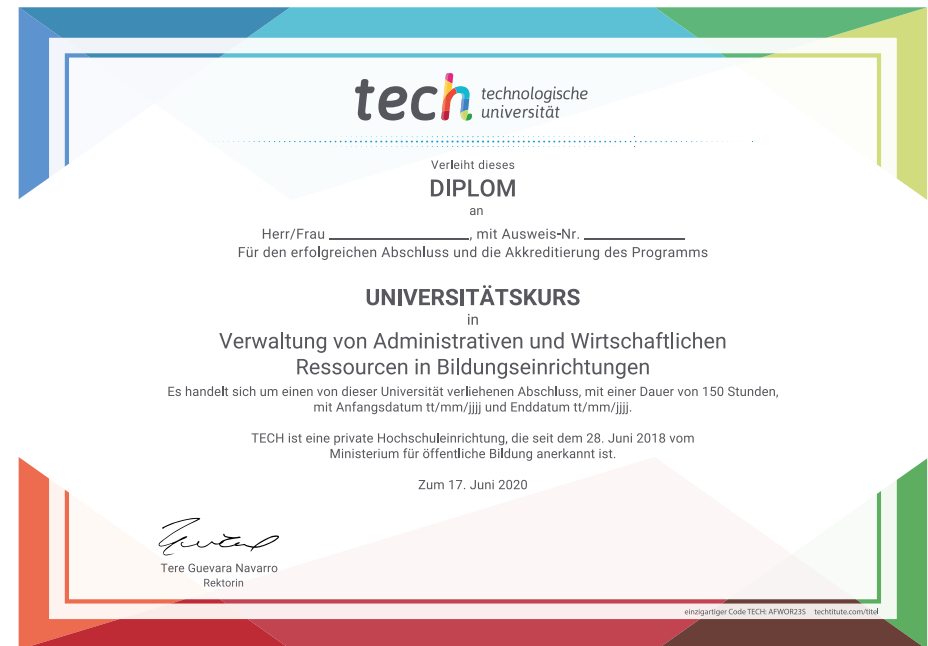 tech technologische
universität
Verleiht dieses
DIPLOM
an
Herr/Frau ______________, mit Ausweis-Nr. __________
Für den erfolgreichen Abschluss und die Akkreditierung des Programms
UNIVERSITÄTSKURS
in
Verwaltung von Administrativen und Wirtschaftlichen
Ressourcen in Bildungseinrichtungen
Es handelt sich um einen von dieser Universität verliehenen Abschluss, mit einer Dauer von 150 Stunden,
mit Anfangsdatum tt/mm/jjjj und Enddatum tt/mm/jjjj.
TECH ist eine private Hochschuleinrichtung, die seit dem 28. Juni 2018 vom
Ministerium für öffentliche Bildung anerkannt ist.
Zum 17. Juni 2020
Tere Guevara Navarro
Rektorin
einzigartiger Code TECH: AFWOR23S techtitute.com/titel